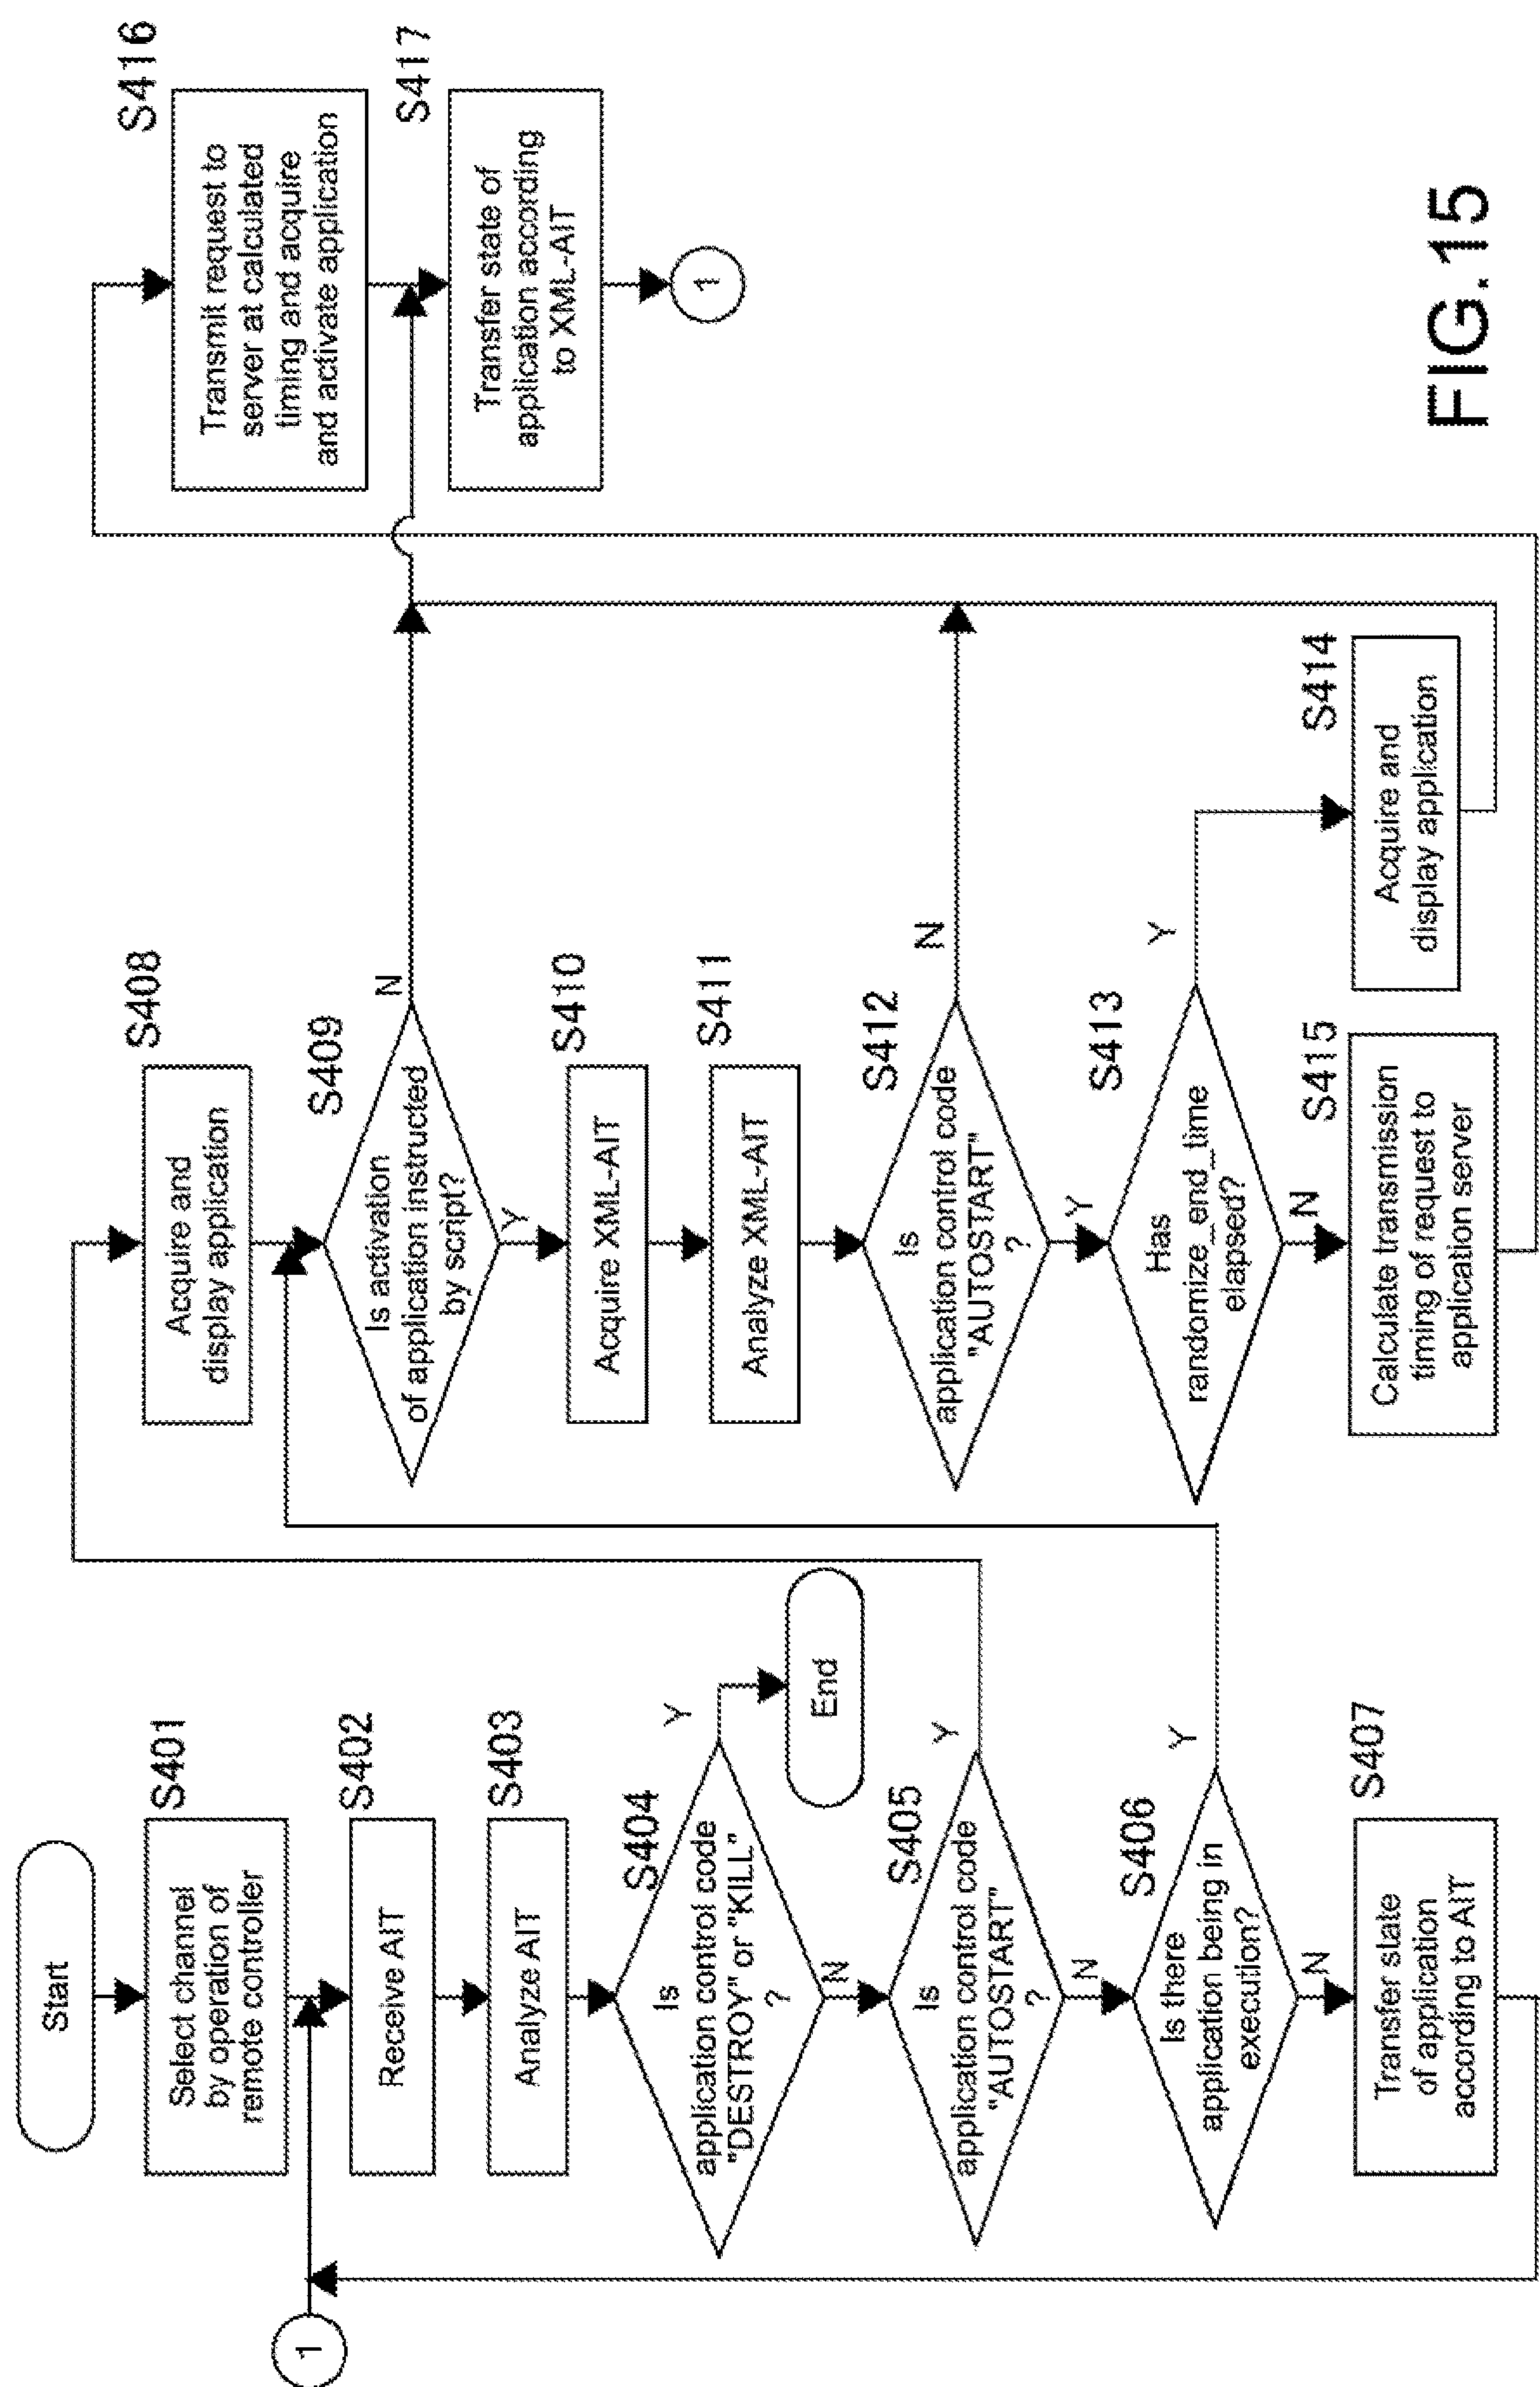 Start
S401
Select channel
by operation of
remote controller
1
S402
Receive AIT
S403
Analyze AIT
S404
Is
application control code
"DESTROY" or "KILL"
?
Y
N
End
S405
Is
application control code
"AUTOSTART"
?
Y
N
S406
Is there
application being in
execution?
Y
N
S407
Transfer state
of application
according to AIT
S408
Acquire and
display application
S409
Is activation
of application instructed
by script?
N
Y
S410
Acquire XML-AIT
S411
Analyze XML-AIT
S412
Is
application control code
"AUTOSTART"
?
N
Y
S413
Has
randomize_end_time
elapsed?
Y
N
S414
Acquire and
display application
S415
Calculate transmission
timing of request to
application server
S416
Transmit request to
server at calculated
timing and acquire
and activate application
S417
Transfer state of
application according
to XML-AIT
1
FIG.15